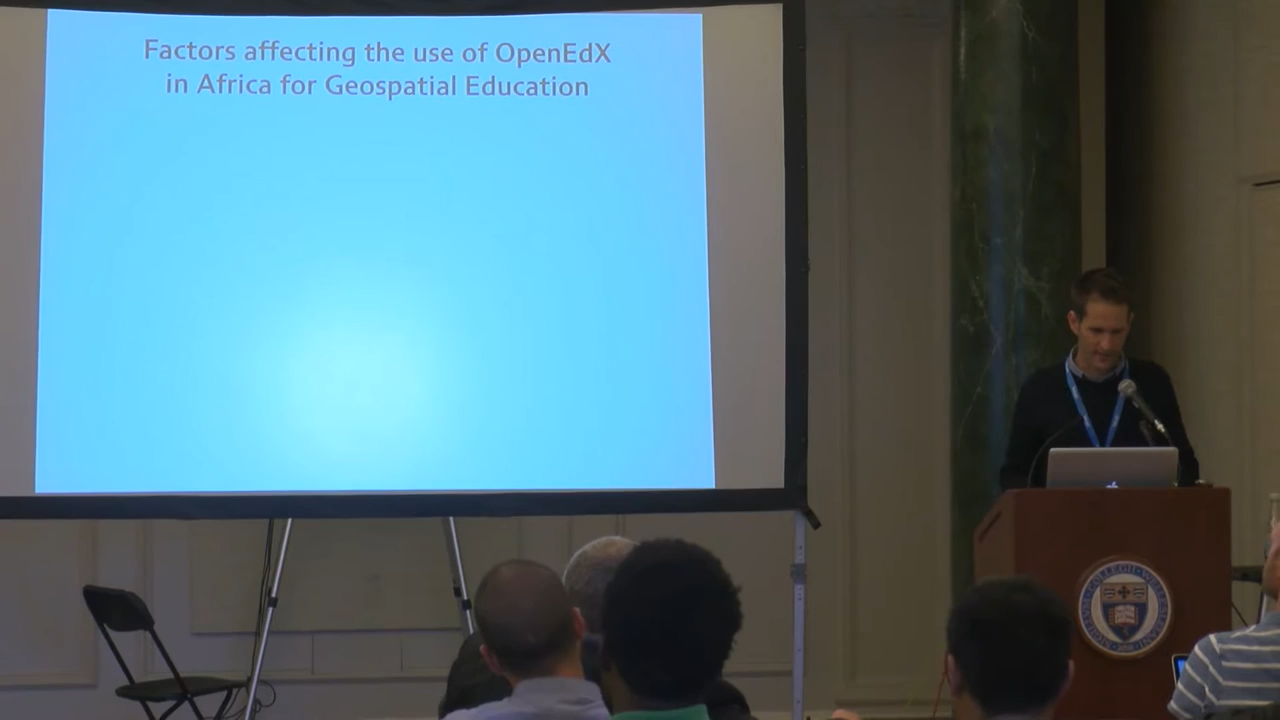 Factors affecting the use of OpenEdX
in Africa for Geospatial Education